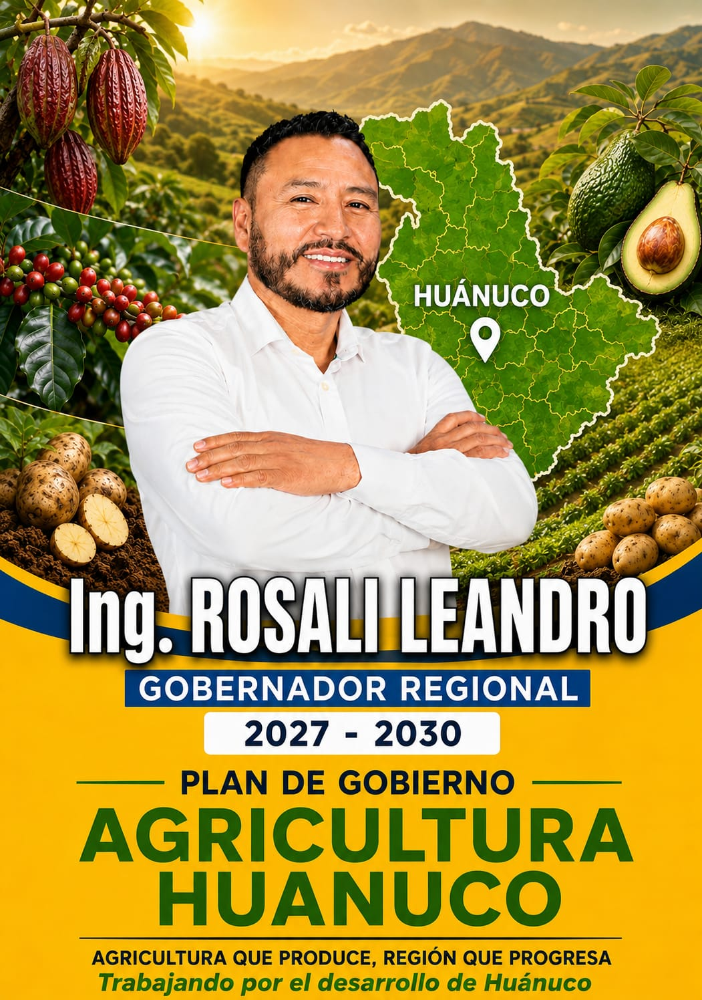 HUÁNUCO
Ing. ROSALI LEANDRO
GOBERNADOR REGIONAL
2027 - 2030
PLAN DE GOBIERNO
AGRICULTURA
HUANUCO
AGRICULTURA QUE PRODUCE, REGIÓN QUE PROGRESA
Trabajando por el desarrollo de Huánuco